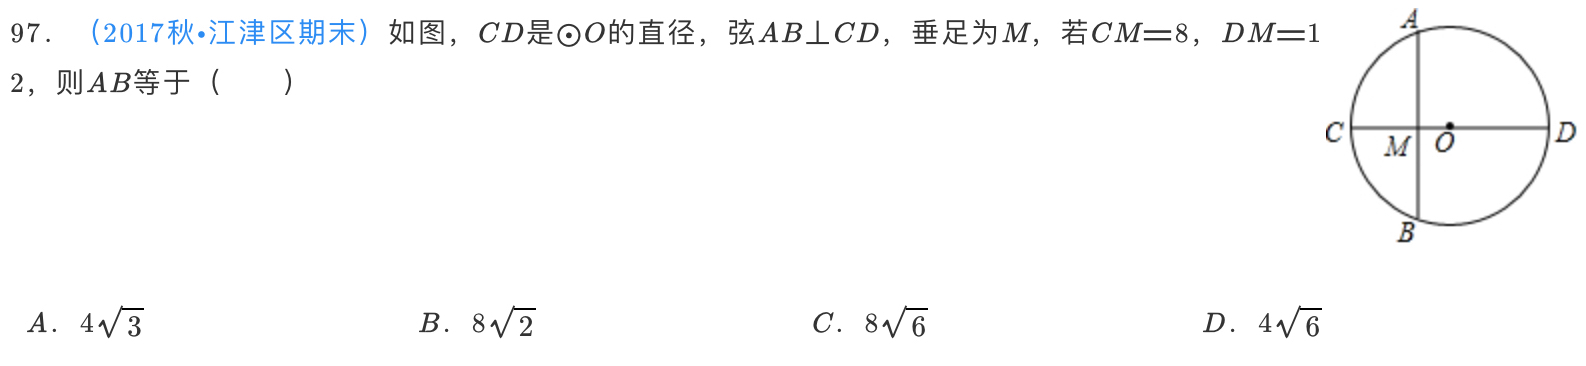 97. （2017秋•江津区期末）如图，CD是⊙O的直径，弦AB⊥CD，垂足为M，若CM=8，DM=1
2，则AB等于（　　）
A
C
M
O
D
B
A. 4√3
B. 8√2
C. 8√6
D. 4√6